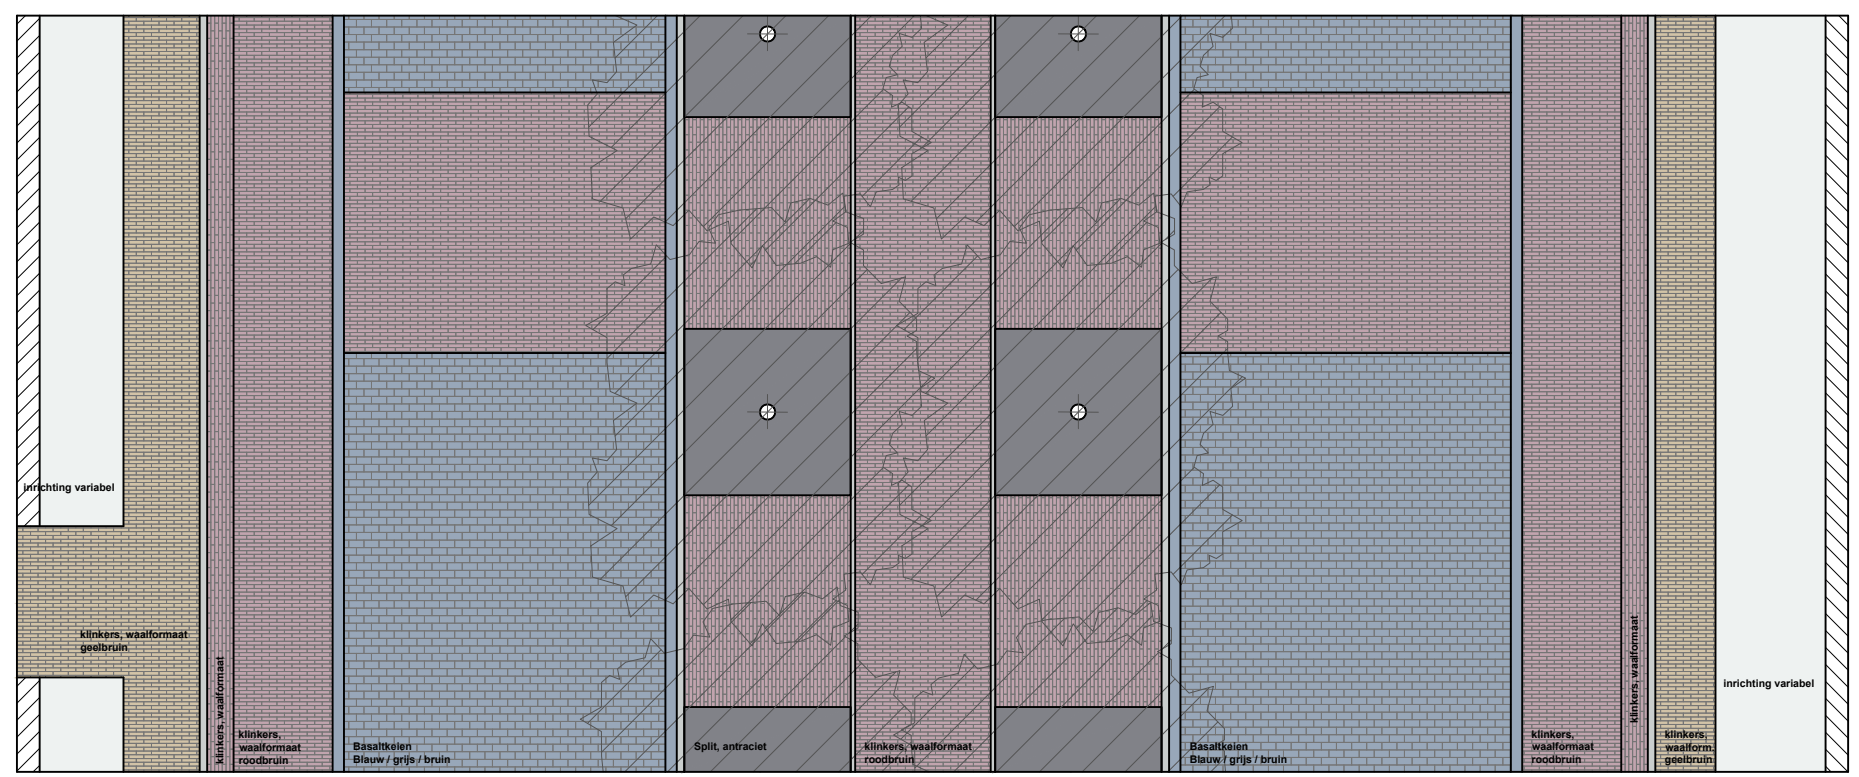 inrichting variabel
klinkers, waalformaat
geelbruin
klinkers, waalformaat
klinkers,
waalformaat
roodbruin
Basaltkeien
Blauw / grijs / bruin
Split, antraciet
klinkers, waalformaat
roodbruin
Basaltkeien
Blauw / grijs / bruin
klinkers,
waalformaat
roodbruin
klinkers, waalformaat
klinkers,
waalform.
geelbruin
inrichting variabel